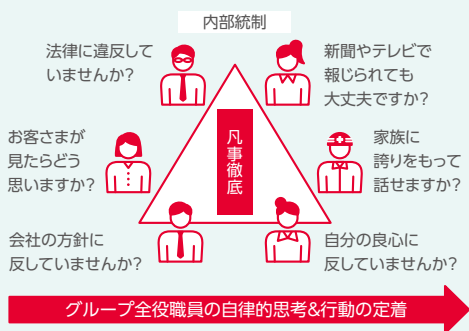 内部統制
法律に違反して
いませんか?
新聞やテレビで
報じられても
大丈夫ですか?
お客さまが
見たらどう
思いますか?
凡事徹底
家族に
誇りをもって
話せますか?
会社の方針に
反していませんか?
自分の良心に
反していませんか?
グループ全役職員の自律的思考&行動の定着